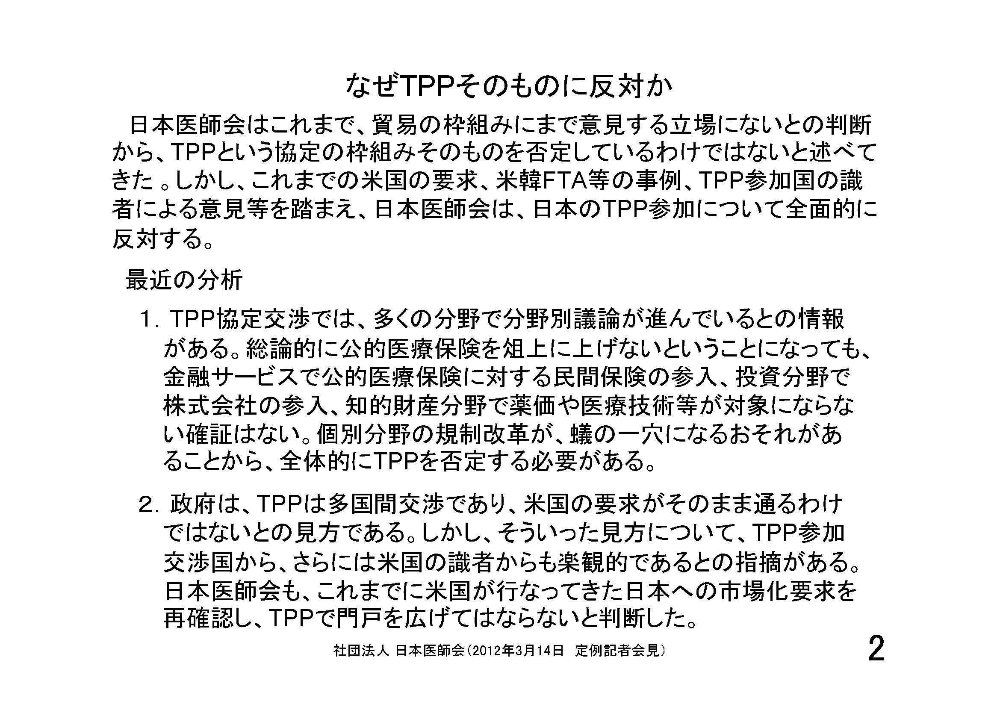 なぜTPPそのものに反対か
日本医師会はこれまで、貿易の枠組みにまで意見する立場にないとの判断
から、TPPという協定の枠組みそのものを否定しているわけではないと述べて
きた 。しかし、これまでの米国の要求、米韓FTA等の事例、TPP参加国の識
者による意見等を踏まえ、日本医師会は、日本のTPP参加について全面的に
反対する。
最近の分析
１．TPP協定交渉では、多くの分野で分野別議論が進んでいるとの情報
がある。総論的に公的医療保険を俎上に上げないということになっても、
金融サービスで公的医療保険に対する民間保険の参入、投資分野で
株式会社の参入、知的財産分野で薬価や医療技術等が対象にならな
い確証はない。個別分野の規制改革が、蟻の一穴になるおそれがあ
ることから、全体的にTPPを否定する必要がある。
２．政府は、TPPは多国間交渉であり、米国の要求がそのまま通るわけ
ではないとの見方である。しかし、そういった見方について、TPP参加
交渉国から、さらには米国の識者からも楽観的であるとの指摘がある。
日本医師会も、これまでに米国が行なってきた日本への市場化要求を
再確認し、TPPで門戸を広げてはならないと判断した。
社団法人 日本医師会（2012年3月14日　定例記者会見）
2